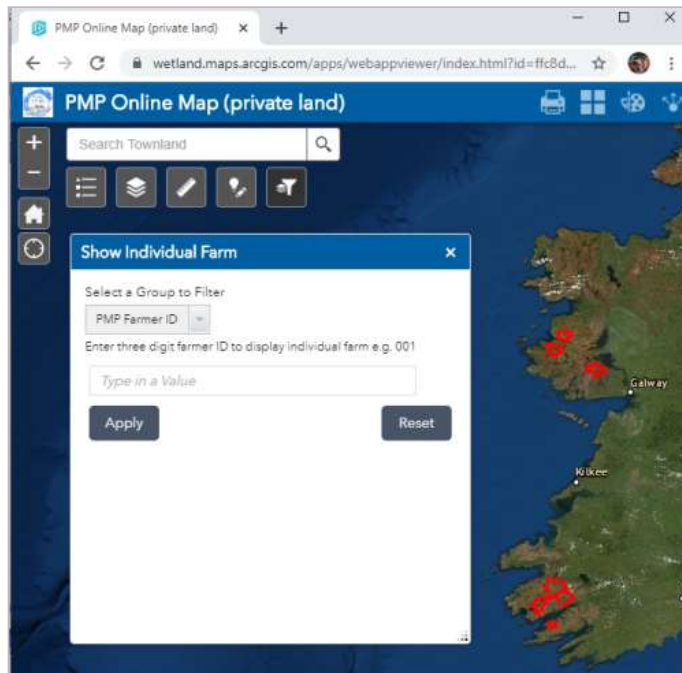 PMP Online Map (private land)
wetland.maps.arcgis.com/apps/webappviewer/index.html?id=ffc8d...
PMP Online Map (private land)
Search Townland
Show Individual Farm
Select a Group to Filter
PMP Farmer ID
Enter three digit farmer ID to display individual farm e.g. 001
Type in a Value
Apply Reset
Galway
Kilkee